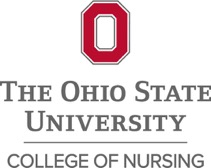 O
THE OHIO STATE
UNIVERSITY
COLLEGE OF NURSING